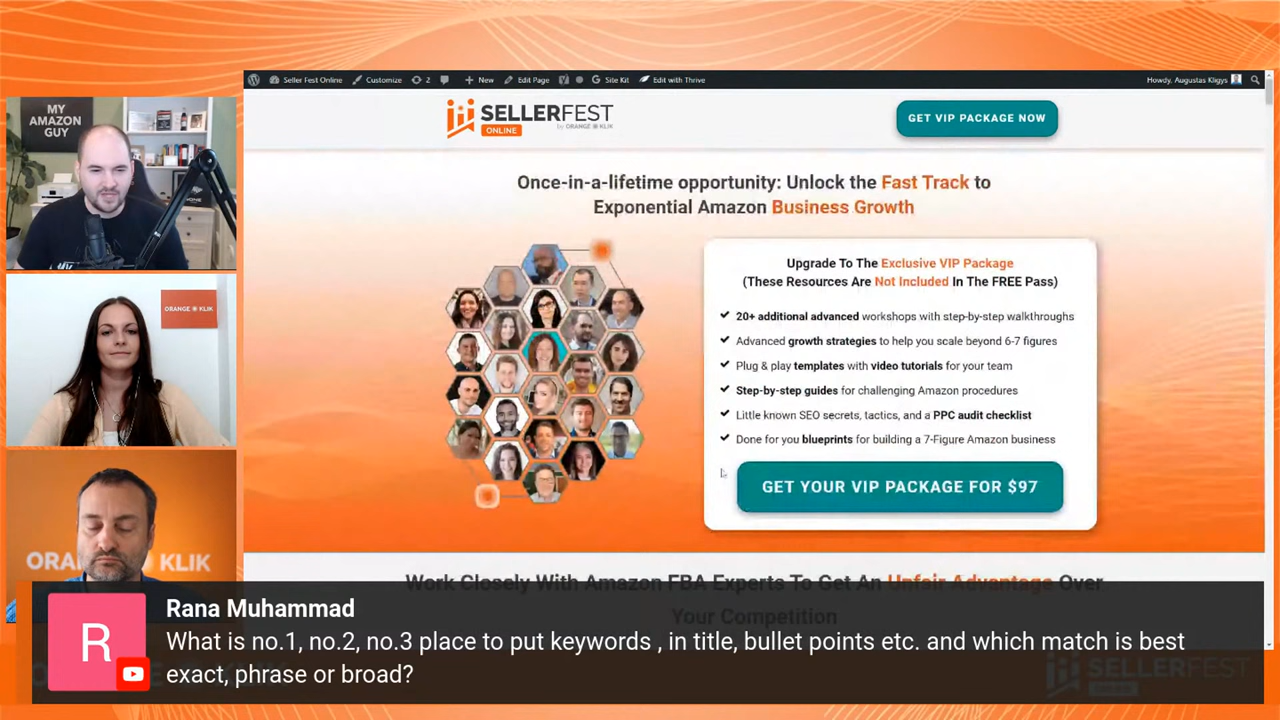 Seller Fest Online Customize 2 New Edit Page Site Kit Edit with Thrive Howdy, Augustas Kligys
MY
AMAZON
GUY
SELLERFEST
ONLINE by ORANGE KLIK
GET VIP PACKAGE NOW
Once-in-a-lifetime opportunity: Unlock the Fast Track to
Exponential Amazon Business Growth
Upgrade To The Exclusive VIP Package
(These Resources Are Not Included In The FREE Pass)
20+ additional advanced workshops with step-by-step walkthroughs
Advanced growth strategies to help you scale beyond 6-7 figures
Plug & play templates with video tutorials for your team
Step-by-step guides for challenging Amazon procedures
Little known SEO secrets, tactics, and a PPC audit checklist
Done for you blueprints for building a 7-Figure Amazon business
GET YOUR VIP PACKAGE FOR $97
ORANGE KLIK
ORAN KLIK
Work Closely With Amazon FBA Experts To Get An Unfair Advantage Over
Your Competition
R
Rana Muhammad
What is no.1, no.2, no.3 place to put keywords , in title, bullet points etc. and which match is best
exact, phrase or broad?
SELLERFEST